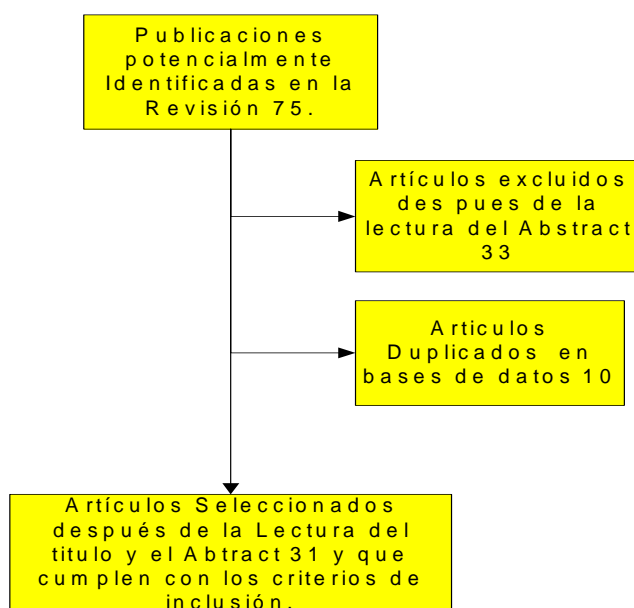 Publicaciones
potencialmente
Identificadas en la
Revisión 75.
Artículos excluidos
des pues de la
lectura del Abstract
33
Articulos
Duplicados en
bases de datos 10
Artículos Seleccionados
después de la Lectura del
titulo y el Abtract 31 y que
cumplen con los criterios de
inclusión.